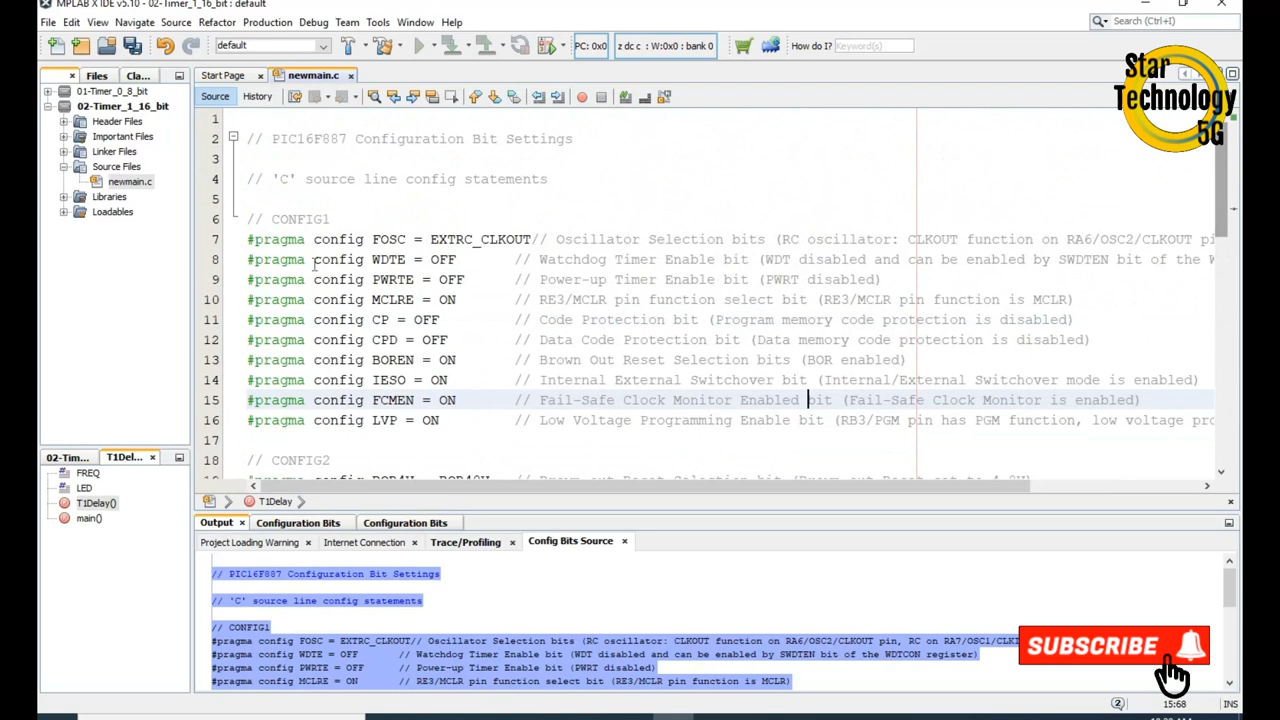 MPLAB X IDE v5.10 - 02-Timer_1_16_bit : default
File Edit View Navigate Source Refactor Production Debug Team Tools Window Help
Search (Ctrl+I)
default
PC: 0x0
z dc c : W:0x0 : bank 0
How do I?
Keyword(s)
Files
Cla...
Start Page
newmain.c
Source
History
01-Timer_0_8_bit
02-Timer_1_16_bit
Header Files
Important Files
Linker Files
Source Files
newmain.c
Libraries
Loadables
Star
Technology
5G
1
2 // PIC16F887 Configuration Bit Settings
3
4 // 'C' source line config statements
5
6 // CONFIG1
7 #pragma config FOSC = EXTRC_CLKOUT// Oscillator Selection bits (RC oscillator: CLKOUT function on RA6/OSC2/CLKOUT pi
8 #pragma config WDTE = OFF // Watchdog Timer Enable bit (WDT disabled and can be enabled by SWDTEN bit of the W
9 #pragma config PWRTE = OFF // Power-up Timer Enable bit (PWRT disabled)
10 #pragma config MCLRE = ON // RE3/MCLR pin function select bit (RE3/MCLR pin function is MCLR)
11 #pragma config CP = OFF // Code Protection bit (Program memory code protection is disabled)
12 #pragma config CPD = OFF // Data Code Protection bit (Data memory code protection is disabled)
13 #pragma config BOREN = ON // Brown Out Reset Selection bits (BOR enabled)
14 #pragma config IESO = ON // Internal External Switchover bit (Internal/External Switchover mode is enabled)
15 #pragma config FCMEN = ON // Fail-Safe Clock Monitor Enabled bit (Fail-Safe Clock Monitor is enabled)
16 #pragma config LVP = ON // Low Voltage Programming Enable bit (RB3/PGM pin has PGM function, low voltage pro
17
18 // CONFIG2
T1Delay
02-Tim...
T1Del...
FREQ
LED
T1Delay()
main()
Output
Configuration Bits
Configuration Bits
Project Loading Warning
Internet Connection
Trace/Profiling
Config Bits Source
// PIC16F887 Configuration Bit Settings
// 'C' source line config statements
// CONFIG1
#pragma config FOSC = EXTRC_CLKOUT// Oscillator Selection bits (RC oscillator: CLKOUT function on RA6/OSC2/CLKOUT pin, RC on RA7/OSC1/CLKI
#pragma config WDTE = OFF // Watchdog Timer Enable bit (WDT disabled and can be enabled by SWDTEN bit of the WDTCON register)
#pragma config PWRTE = OFF // Power-up Timer Enable bit (PWRT disabled)
#pragma config MCLRE = ON // RE3/MCLR pin function select bit (RE3/MCLR pin function is MCLR)
SUBSCRIBE
2
15:68
INS